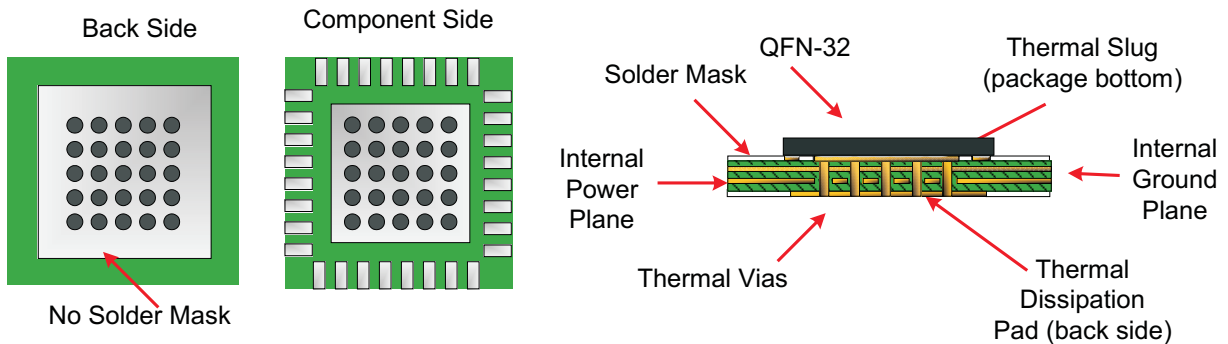 Back Side
Component Side
No Solder Mask
QFN-32
Thermal Slug
(package bottom)
Solder Mask
Internal
Power
Plane
Internal
Ground
Plane
Thermal Vias
Thermal
Dissipation
Pad (back side)